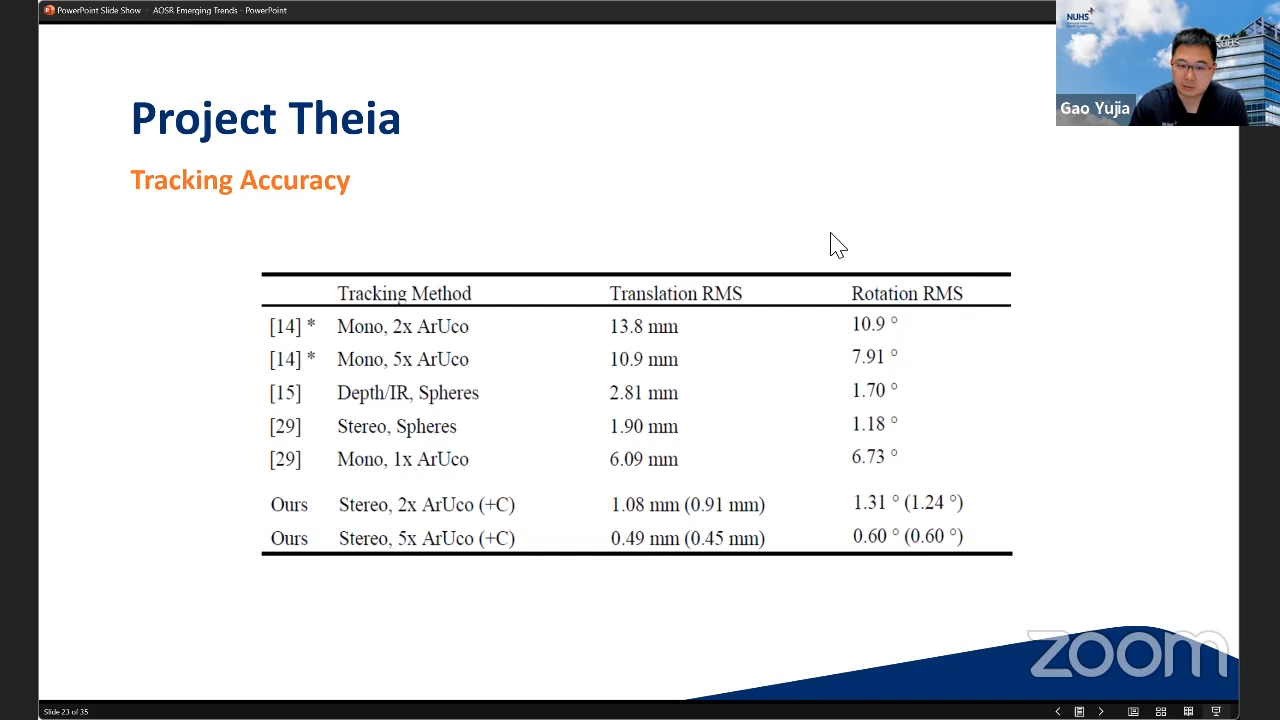 PowerPoint Slide Show - AOSR Emerging Trends - PowerPoint
NUHS
NUHS
Gao Yujia
Project Theia
Tracking Accuracy
Tracking Method Translation RMS Rotation RMS
[14] * Mono, 2x ArUco 13.8 mm 10.9 °
[14] * Mono, 5x ArUco 10.9 mm 7.91 °
[15] Depth/IR, Spheres 2.81 mm 1.70 °
[29] Stereo, Spheres 1.90 mm 1.18 °
[29] Mono, 1x ArUco 6.09 mm 6.73 °
Ours Stereo, 2x ArUco (+C) 1.08 mm (0.91 mm) 1.31 ° (1.24 °)
Ours Stereo, 5x ArUco (+C) 0.49 mm (0.45 mm) 0.60 ° (0.60 °)
zoom
Slide 23 of 35